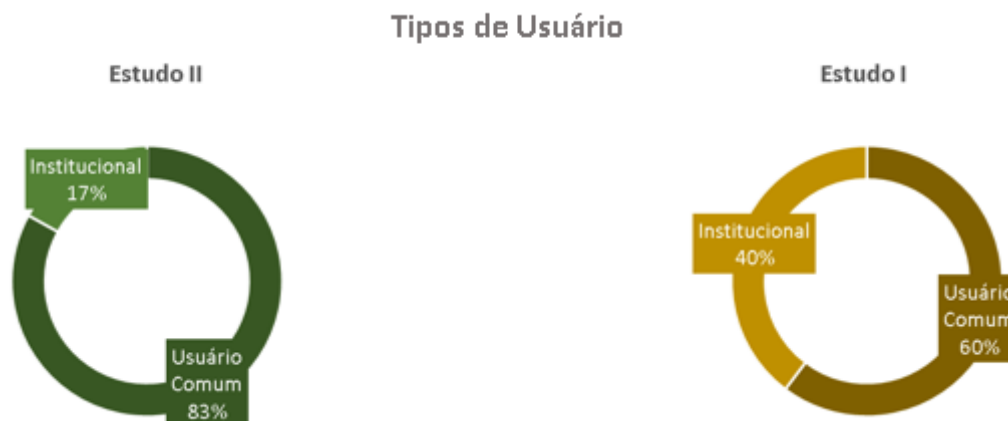 Tipos de Usuário
Estudo II
Institucional
17%
Usuário
Comum
83%
Estudo I
Institucional
40%
Usuário
Comum
60%